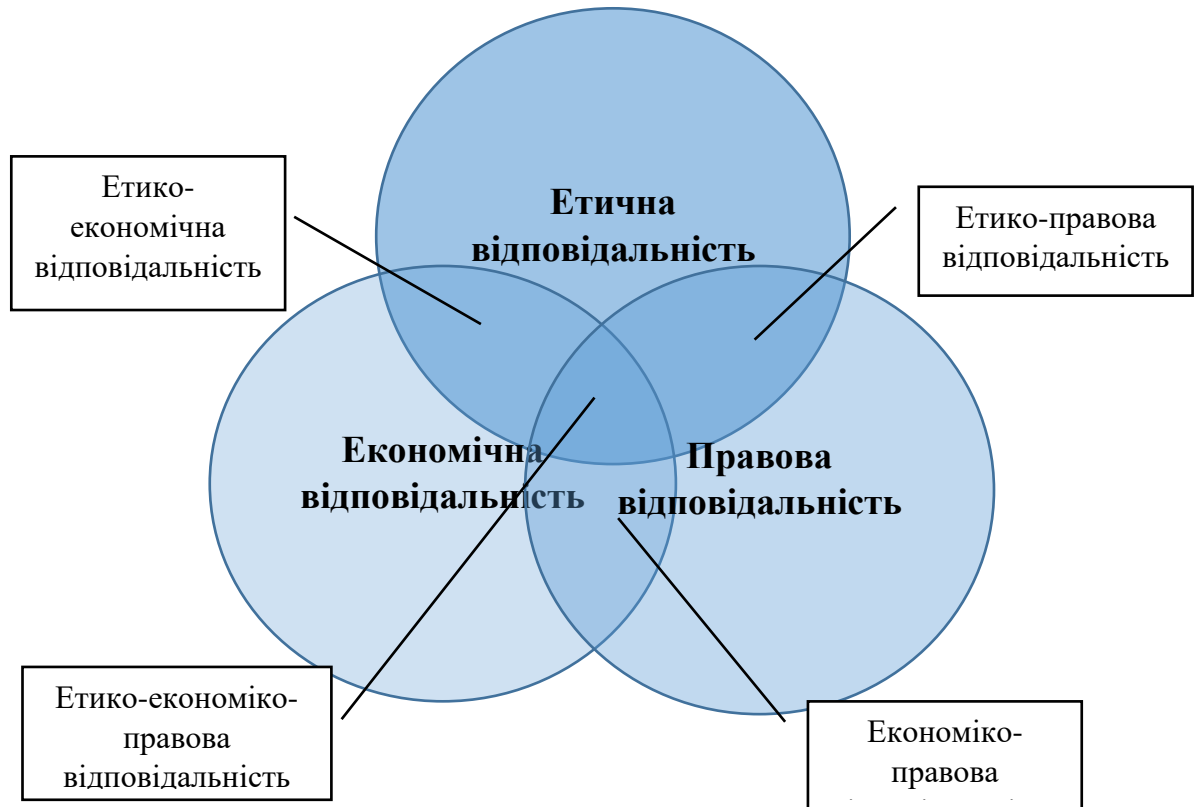 Етична
відповідальність
Етико-
економічна
відповідальність
Етико-правова
відповідальність
Економічна
відповідальність
Правова
відповідальність
Етико-економіко-
правова
відповідальність
Економіко-
правова